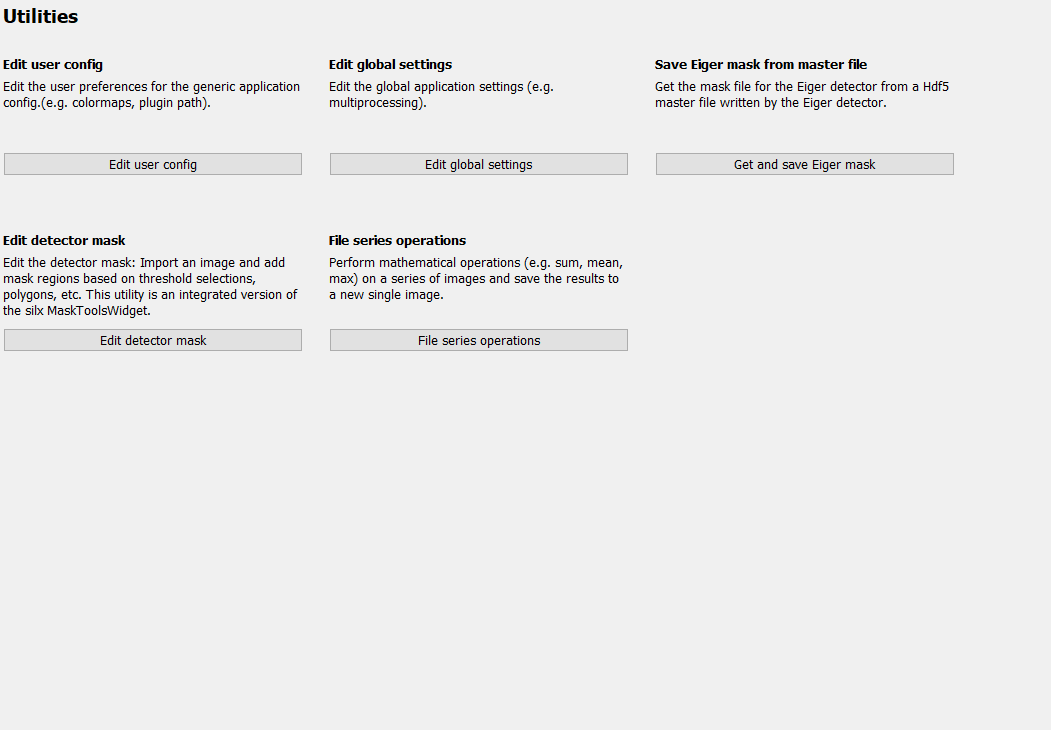 Utilities
Edit user config
Edit the user preferences for the generic application
config.(e.g. colormaps, plugin path).
Edit user config
Edit global settings
Edit the global application settings (e.g.
multiprocessing).
Edit global settings
Save Eiger mask from master file
Get the mask file for the Eiger detector from a Hdf5
master file written by the Eiger detector.
Get and save Eiger mask
Edit detector mask
Edit the detector mask: Import an image and add
mask regions based on threshold selections,
polygons, etc. This utility is an integrated version of
the silx MaskToolsWidget.
Edit detector mask
File series operations
Perform mathematical operations (e.g. sum, mean,
max) on a series of images and save the results to
a new single image.
File series operations